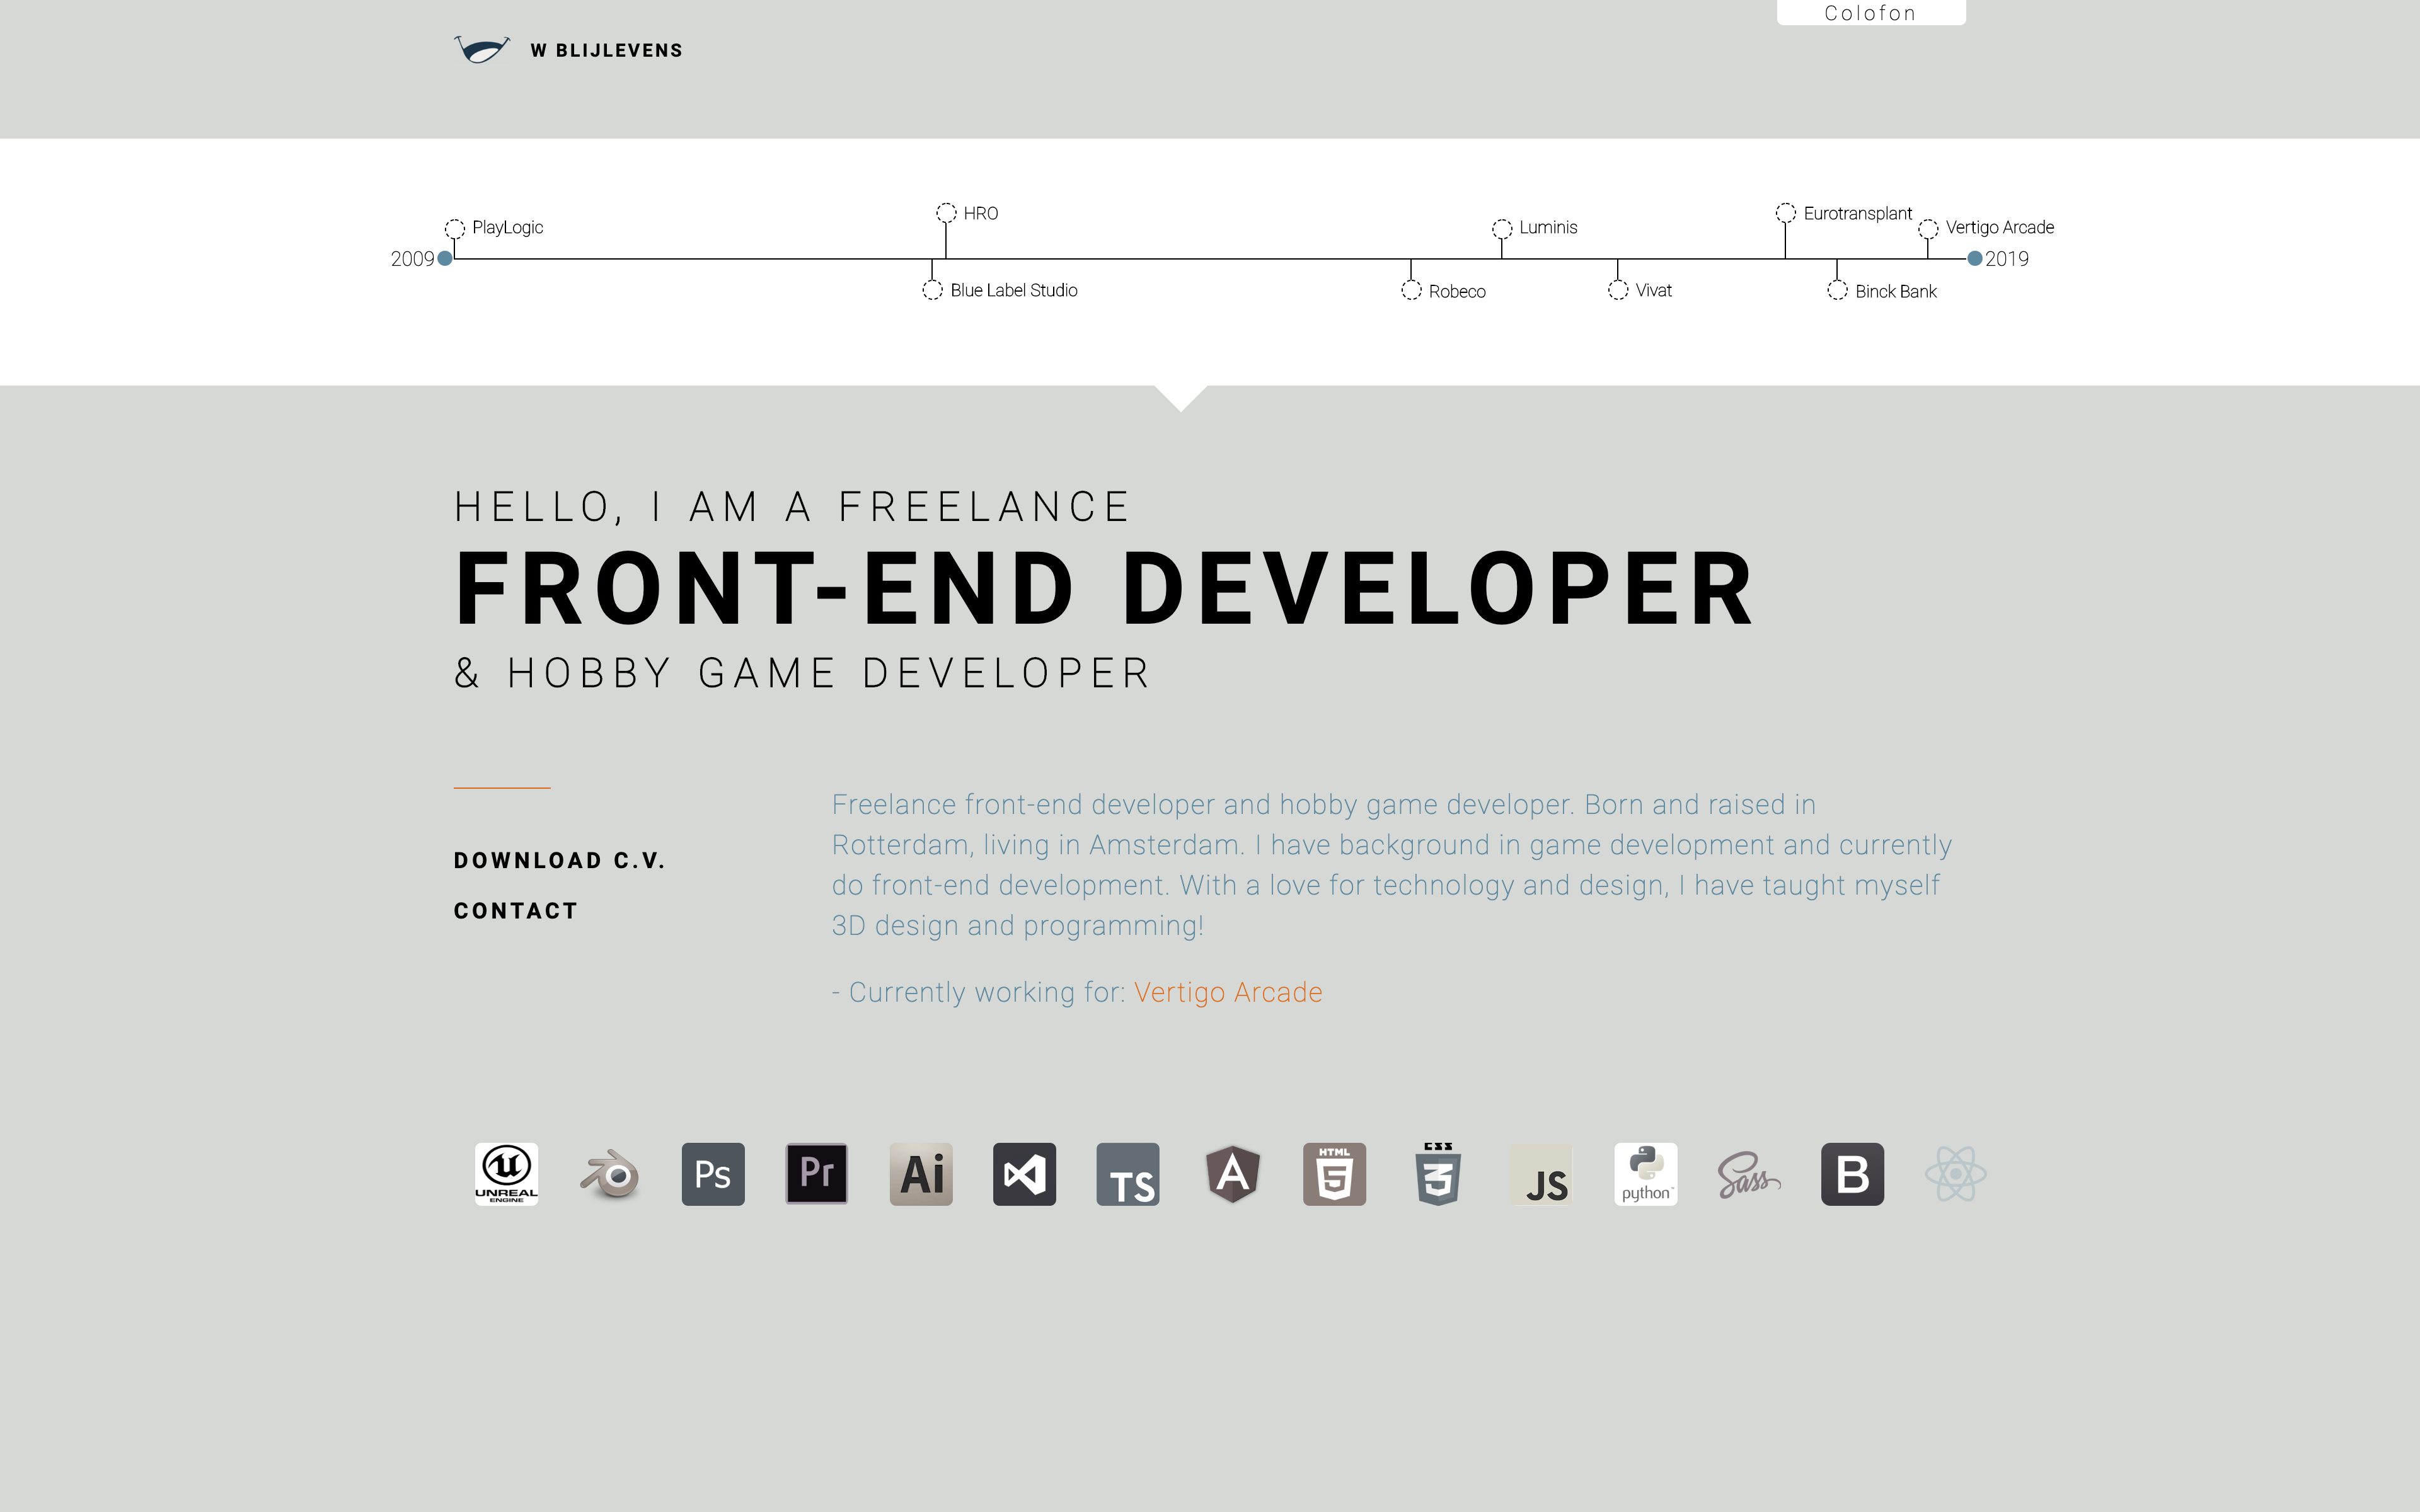 Colofon
W BLIJLEVENS
HRO
Eurotransplant
PlayLogic
Luminis
Vertigo Arcade
2009
2019
Blue Label Studio
Robeco
Vivat
Binck Bank
HELLO, I AM A FREELANCE
FRONT-END DEVELOPER
& HOBBY GAME DEVELOPER
DOWNLOAD C.V.
CONTACT
Freelance front-end developer and hobby game developer. Born and raised in
Rotterdam, living in Amsterdam. I have background in game development and currently
do front-end development. With a love for technology and design, I have taught myself
3D design and programming!
- Currently working for: Vertigo Arcade
UNREAL
ENGINE
Ps
Pr
Ai
TS
A
HTML
5
CSS
3
JS
python
Sass
B